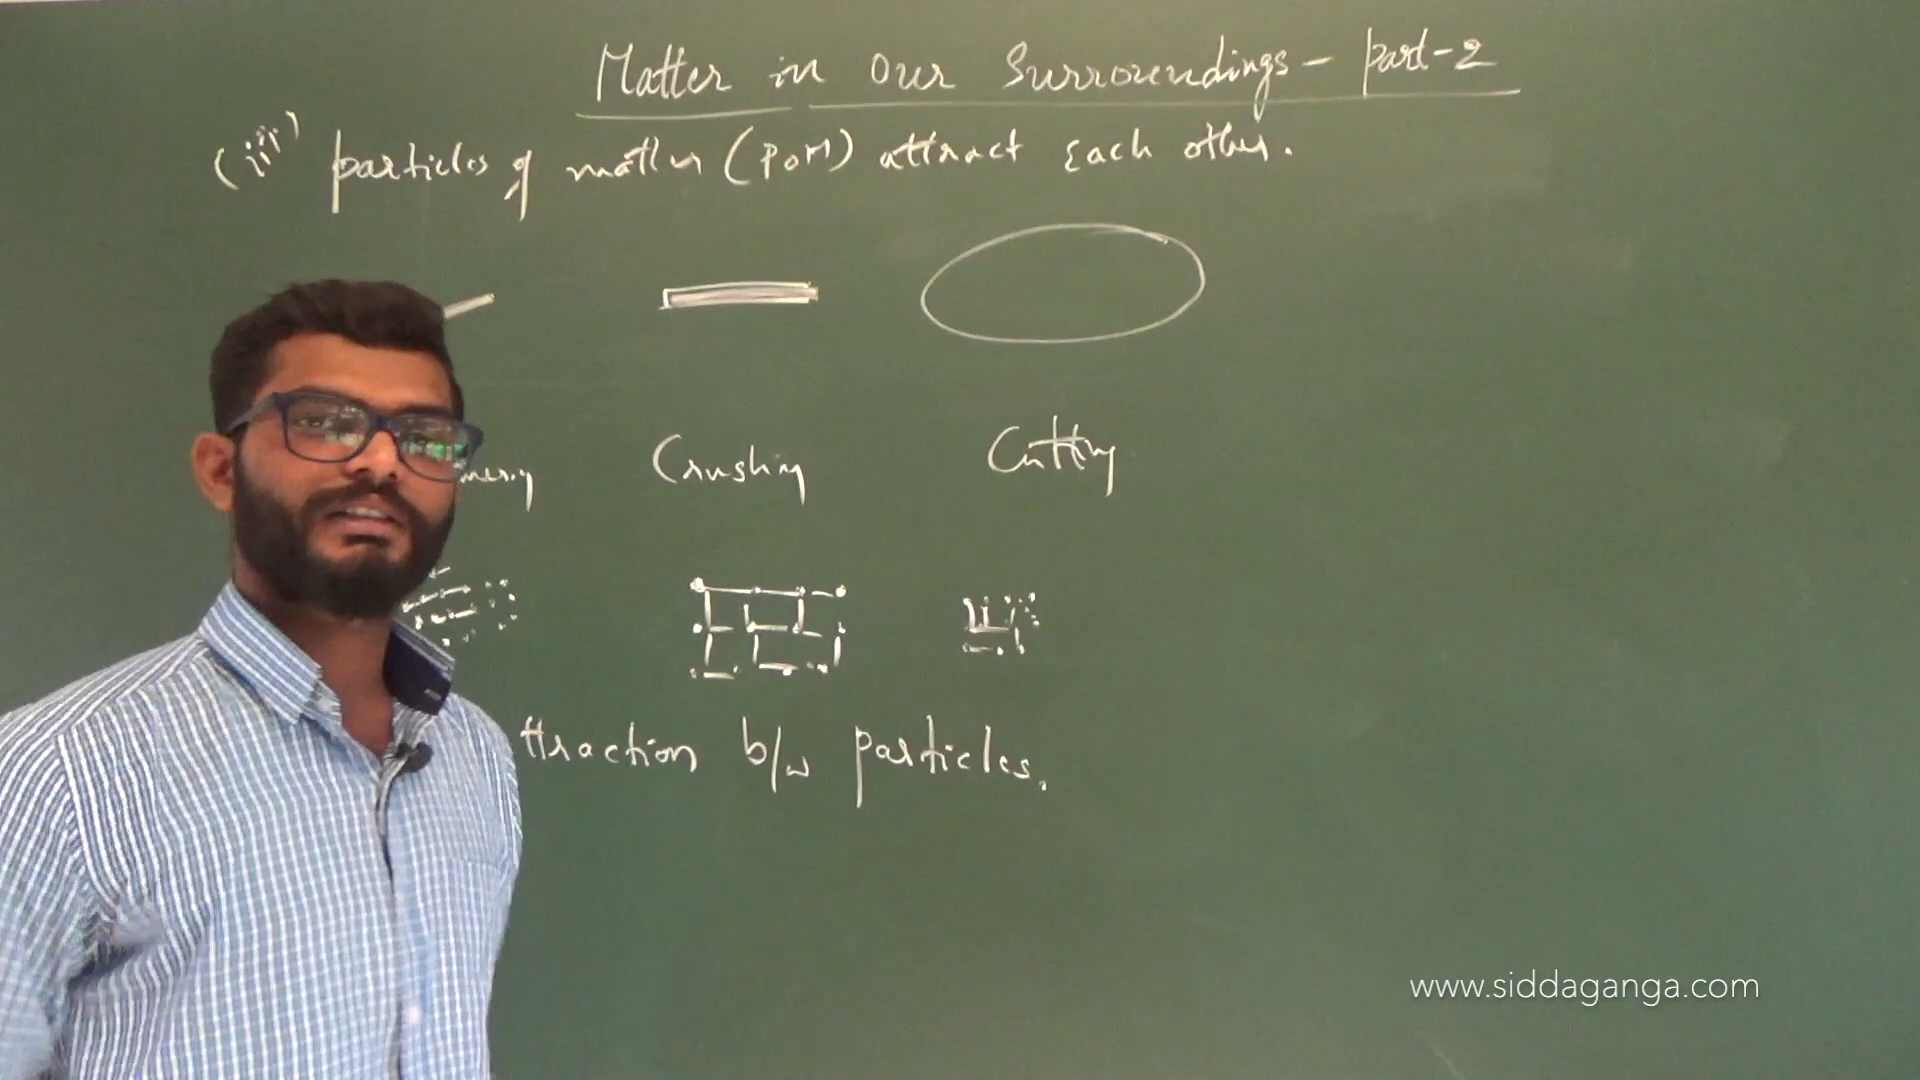 Matter in Our Surroundings - part-2
(iii) particles of matter (POM) attract Each other.
Crushing
Cutting
ttraction b/w particles.
www.siddaganga.com